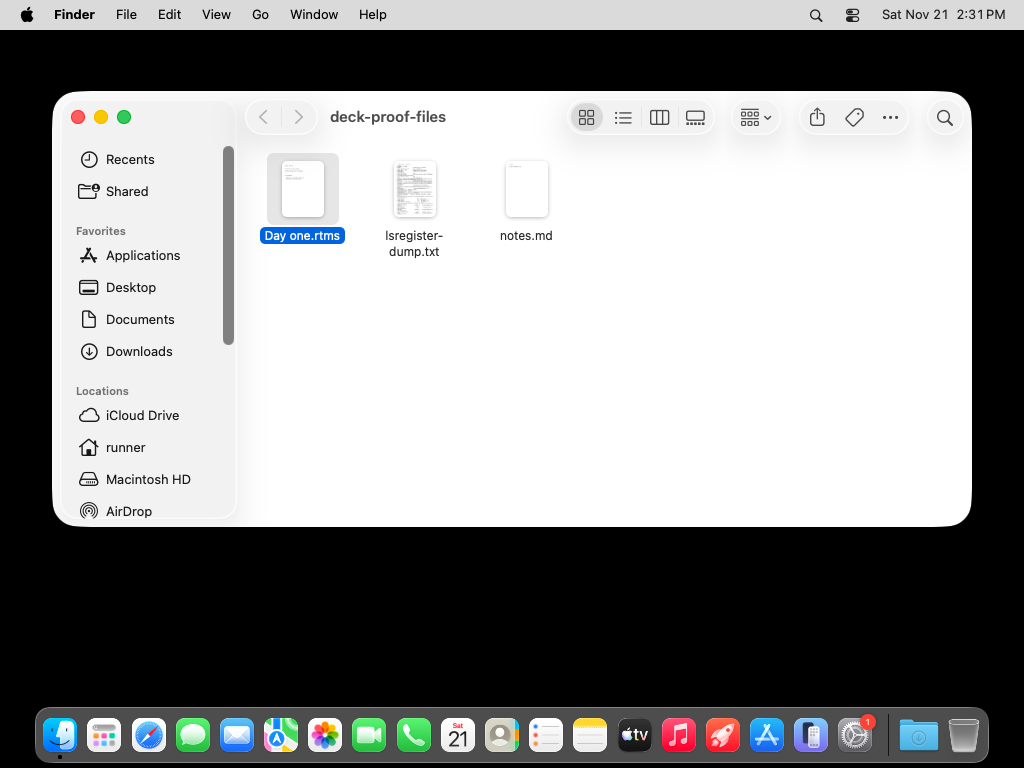 Finder File Edit View Go Window Help Sat Nov 21 2:31 PM
deck-proof-files
Recents
Shared
Favorites
Applications
Desktop
Documents
Downloads
Locations
iCloud Drive
runner
Macintosh HD
AirDrop
Day one.rtms
lsregister-
dump.txt
notes.md
Sat
21
tv
1